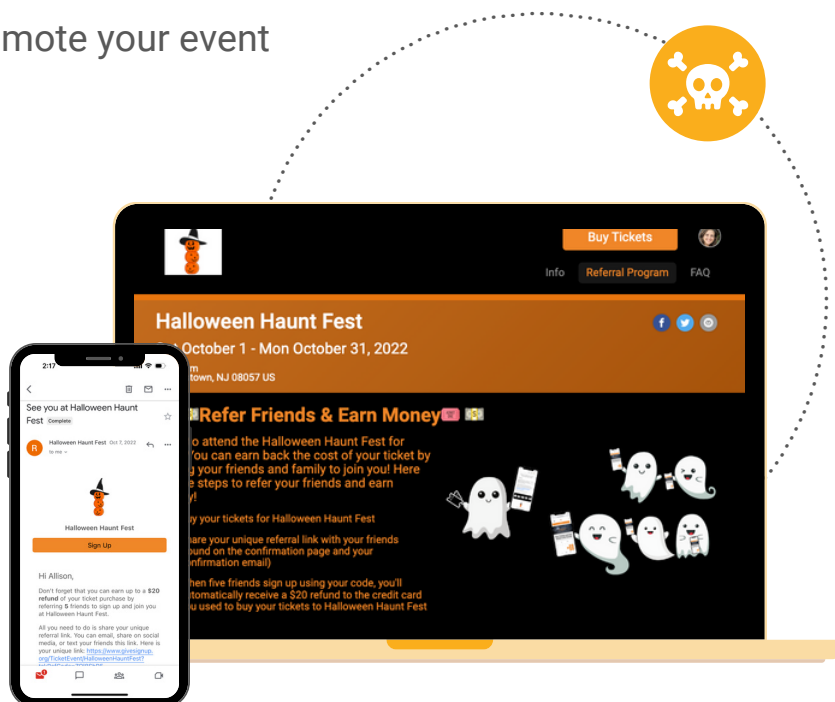 mote your event
Buy Tickets
Info Referral Program FAQ
Halloween Haunt Fest
October 1 - Mon October 31, 2022
town, NJ 08057 US
Refer Friends & Earn Money
o attend the Halloween Haunt Fest for
You can earn back the cost of your ticket by
your friends and family to join you! Here
steps to refer your friends and earn
y your tickets for Halloween Haunt Fest
are your unique referral link with your friends
ound on the confirmation page and your
nfirmation email)
hen five friends sign up using your code, you'll
utomatically receive a $20 refund to the credit card
u used to buy your tickets to Halloween Haunt Fest
2:17
See you at Halloween Haunt
Fest Complete
R
Halloween Haunt Fest Oct 7, 2022
to me
Halloween Haunt Fest
Sign Up
Hi Allison,
Don't forget that you can earn up to a $20
refund of your ticket purchase by
referring 5 friends to sign up and join you
at Halloween Haunt Fest.
All you need to do is share your unique
referral link. You can email, share on social
media, or text your friends this link. Here is
your unique link: https://www.givesignup.
org/TicketEvent/HalloweenHauntFest?